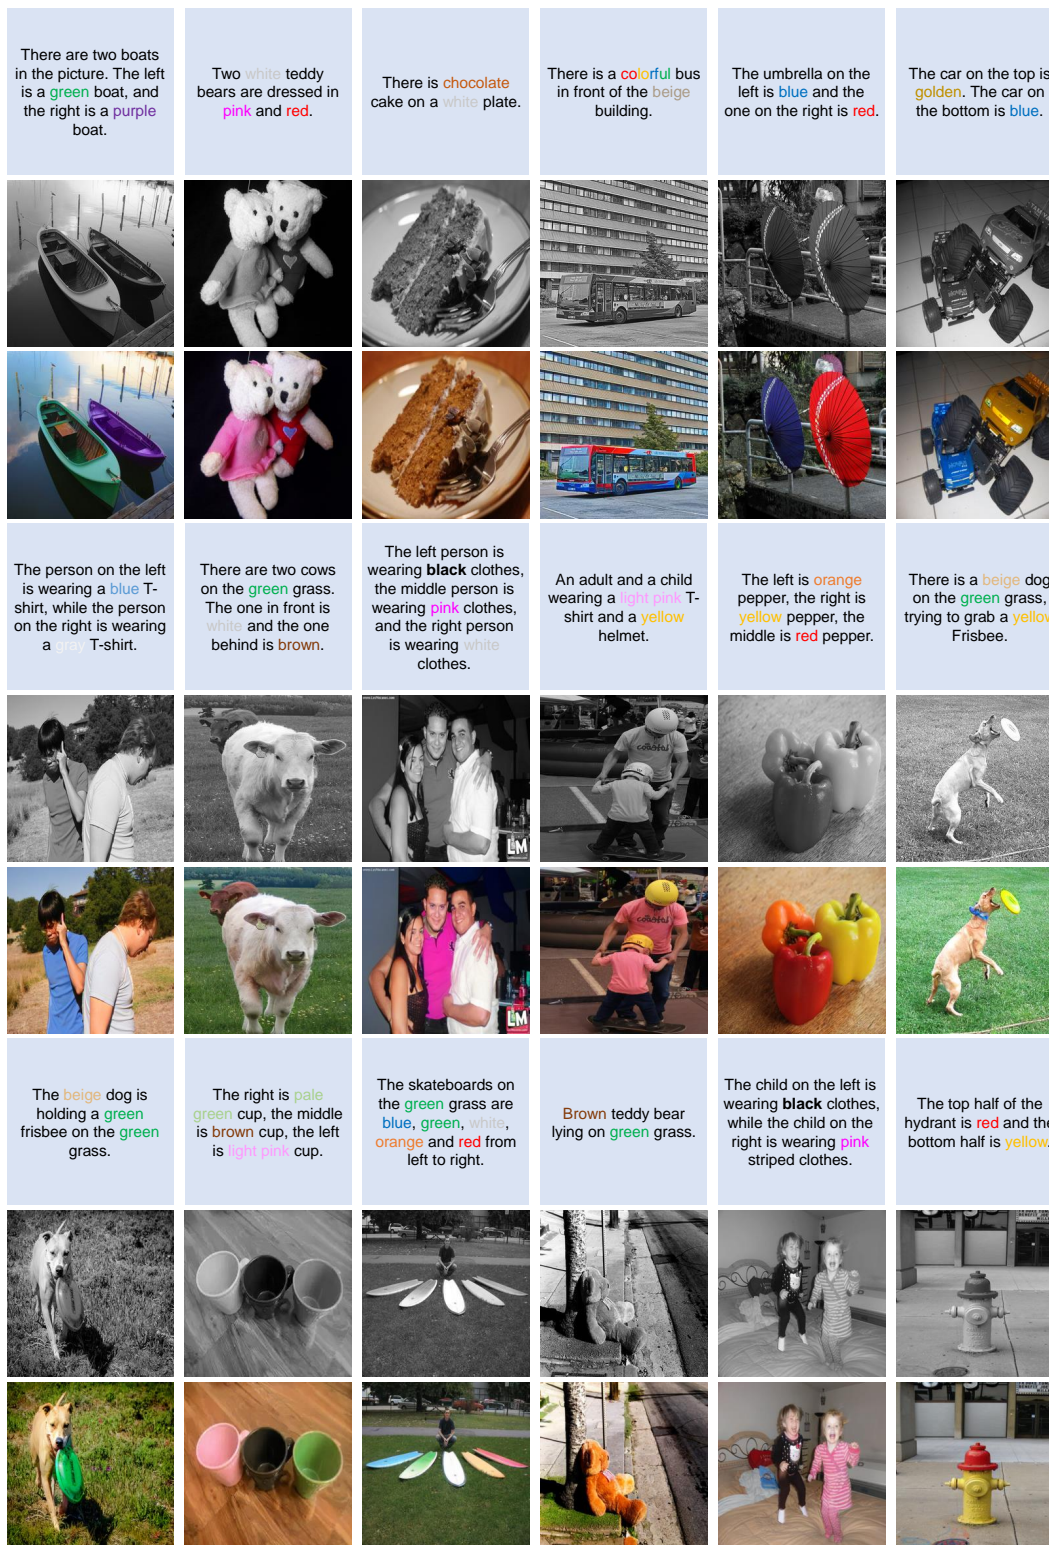 There are two boats
in the picture. The left
is a green boat, and
the right is a purple
boat.
Two white teddy
bears are dressed in
pink and red.
There is chocolate
cake on a white plate.
There is a colorful bus
in front of the beige
building.
The umbrella on the
left is blue and the
one on the right is red.
The car on the top is
golden. The car on
the bottom is blue.
The person on the left
is wearing a blue T-
shirt, while the person
on the right is wearing
a gray T-shirt.
There are two cows
on the green grass.
The one in front is
white and the one
behind is brown.
The left person is
wearing black clothes,
the middle person is
wearing pink clothes,
and the right person
is wearing white
clothes.
An adult and a child
wearing a light pink T-
shirt and a yellow
helmet.
The left is orange
pepper, the right is
yellow pepper, the
middle is red pepper.
There is a beige dog
on the green grass,
trying to grab a yellow
Frisbee.
coastal
LM
coastal
LM
The beige dog is
holding a green
frisbee on the green
grass.
The right is pale
green cup, the middle
is brown cup, the left
is light pink cup.
The skateboards on
the green grass are
blue, green, white,
orange and red from
left to right.
Brown teddy bear
lying on green grass.
The child on the left is
wearing black clothes,
while the child on the
right is wearing pink
striped clothes.
The top half of the
hydrant is red and the
bottom half is yellow.